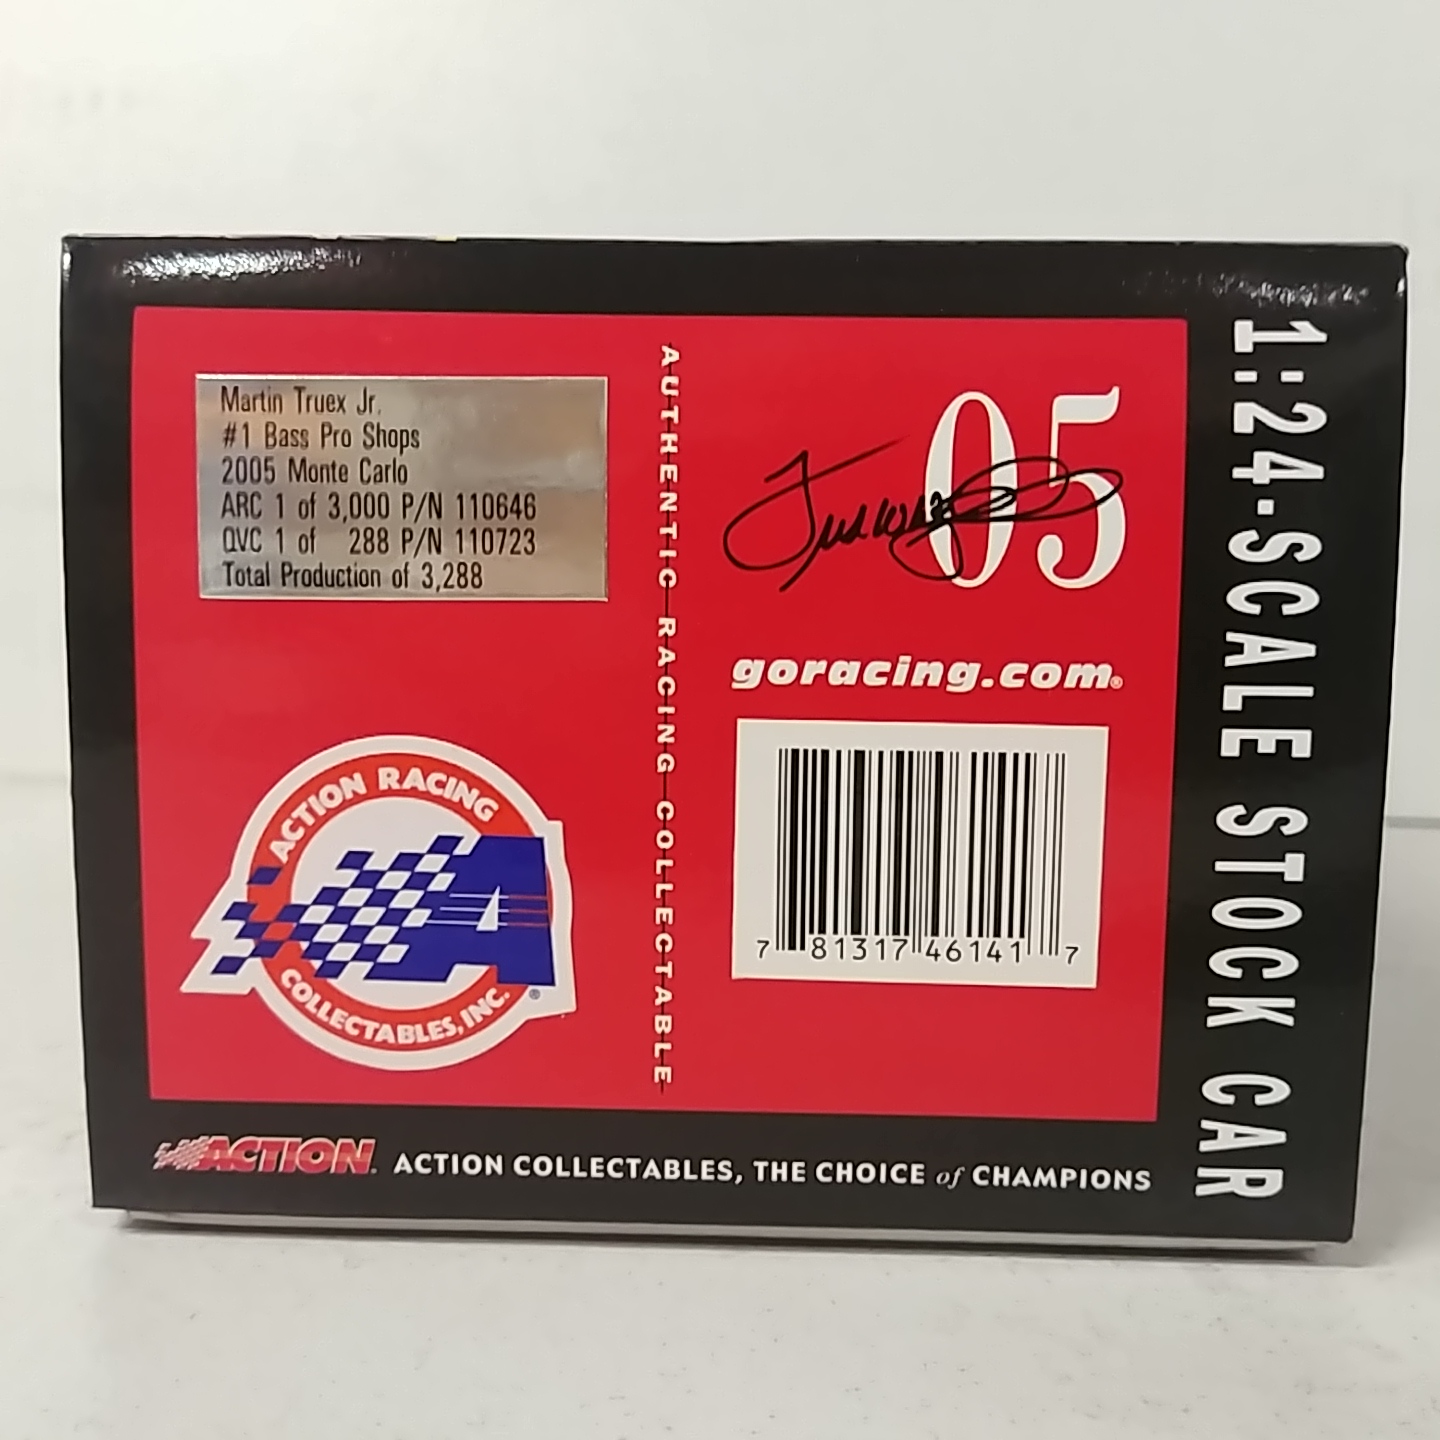 Martin Truex Jr.
#1 Bass Pro Shops
2005 Monte Carlo
ARC 1 of 3,000 P/N 110646
QVC 1 of 288 P/N 110723
Total Production of 3,288
ACTION RACING
COLLECTABLES, INC.®
AUTHENTIC RACING COLLECTABLE
05
goracing.com®
7 81317 46141 7
1:24-SCALE STOCK CAR
ACTION.
ACTION COLLECTABLES, THE CHOICE of CHAMPIONS